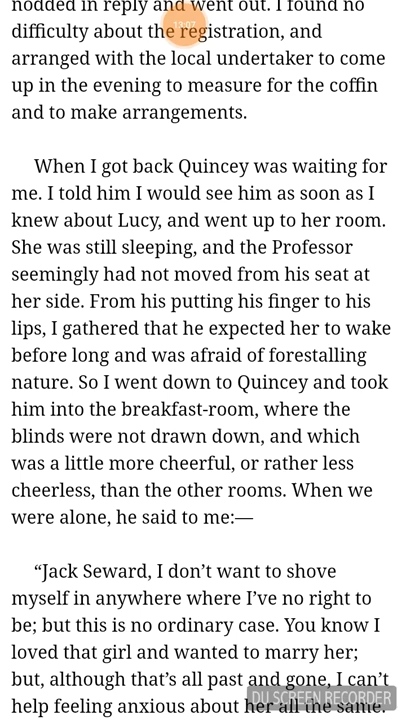 nodded in reply and went out. I found no
difficulty about the registration, and
arranged with the local undertaker to come
up in the evening to measure for the coffin
and to make arrangements.
When I got back Quincey was waiting for
me. I told him I would see him as soon as I
knew about Lucy, and went up to her room.
She was still sleeping, and the Professor
seemingly had not moved from his seat at
her side. From his putting his finger to his
lips, I gathered that he expected her to wake
before long and was afraid of forestalling
nature. So I went down to Quincey and took
him into the breakfast-room, where the
blinds were not drawn down, and which
was a little more cheerful, or rather less
cheerless, than the other rooms. When we
were alone, he said to me:—
“Jack Seward, I don’t want to shove
myself in anywhere where I’ve no right to
be; but this is no ordinary case. You know I
loved that girl and wanted to marry her;
but, although that’s all past and gone, I can’t
help feeling anxious about her all the same.
DU SCREEN RECORDER